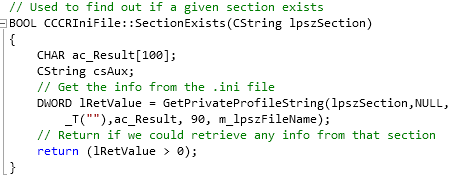 // Used to find out if a given section exists
BOOL CCCRIniFile::SectionExists(CString lpszSection)
{
CHAR ac_Result[100];
CString csAux;
// Get the info from the .ini file
DWORD lRetValue = GetPrivateProfileString(lpszSection,NULL,
_T(""),ac_Result, 90, m_lpszFileName);
// Return if we could retrieve any info from that section
return (lRetValue > 0);
}